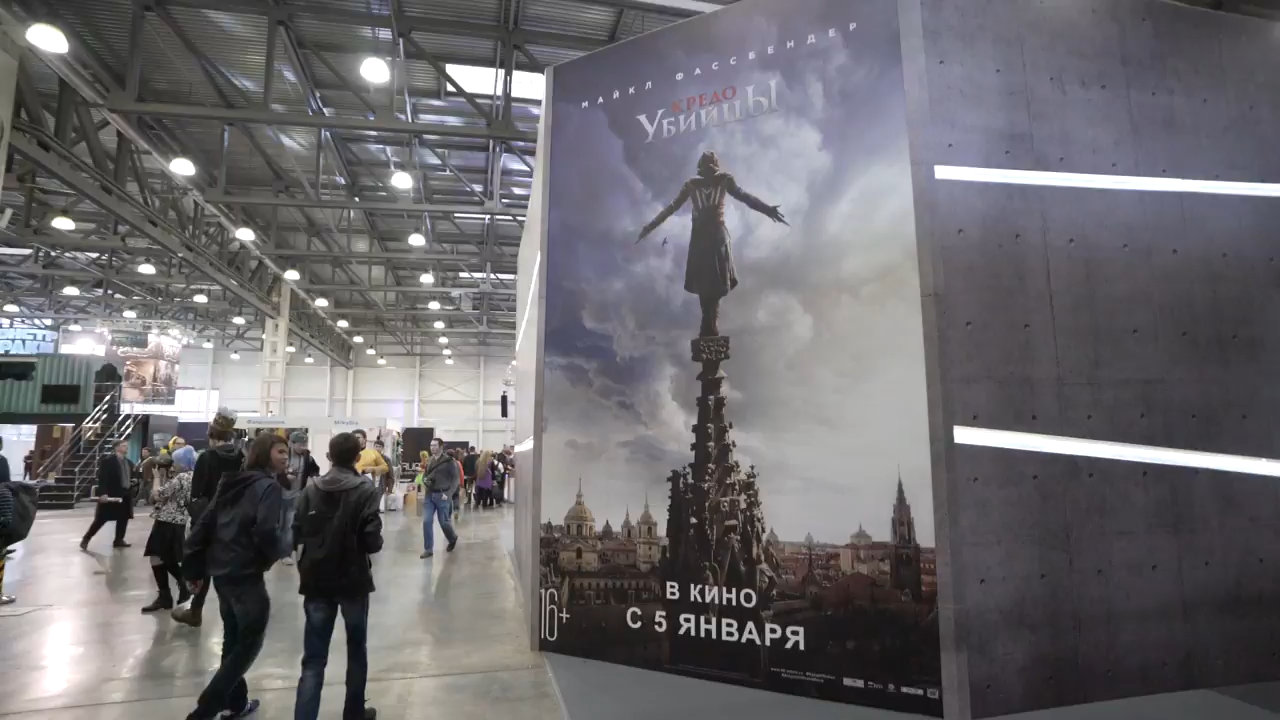 МАЙКЛ ФАССБЕНДЕР
КРЕДО
УБИЙЦЫ
В КИНО
С 5 ЯНВАРЯ
16+